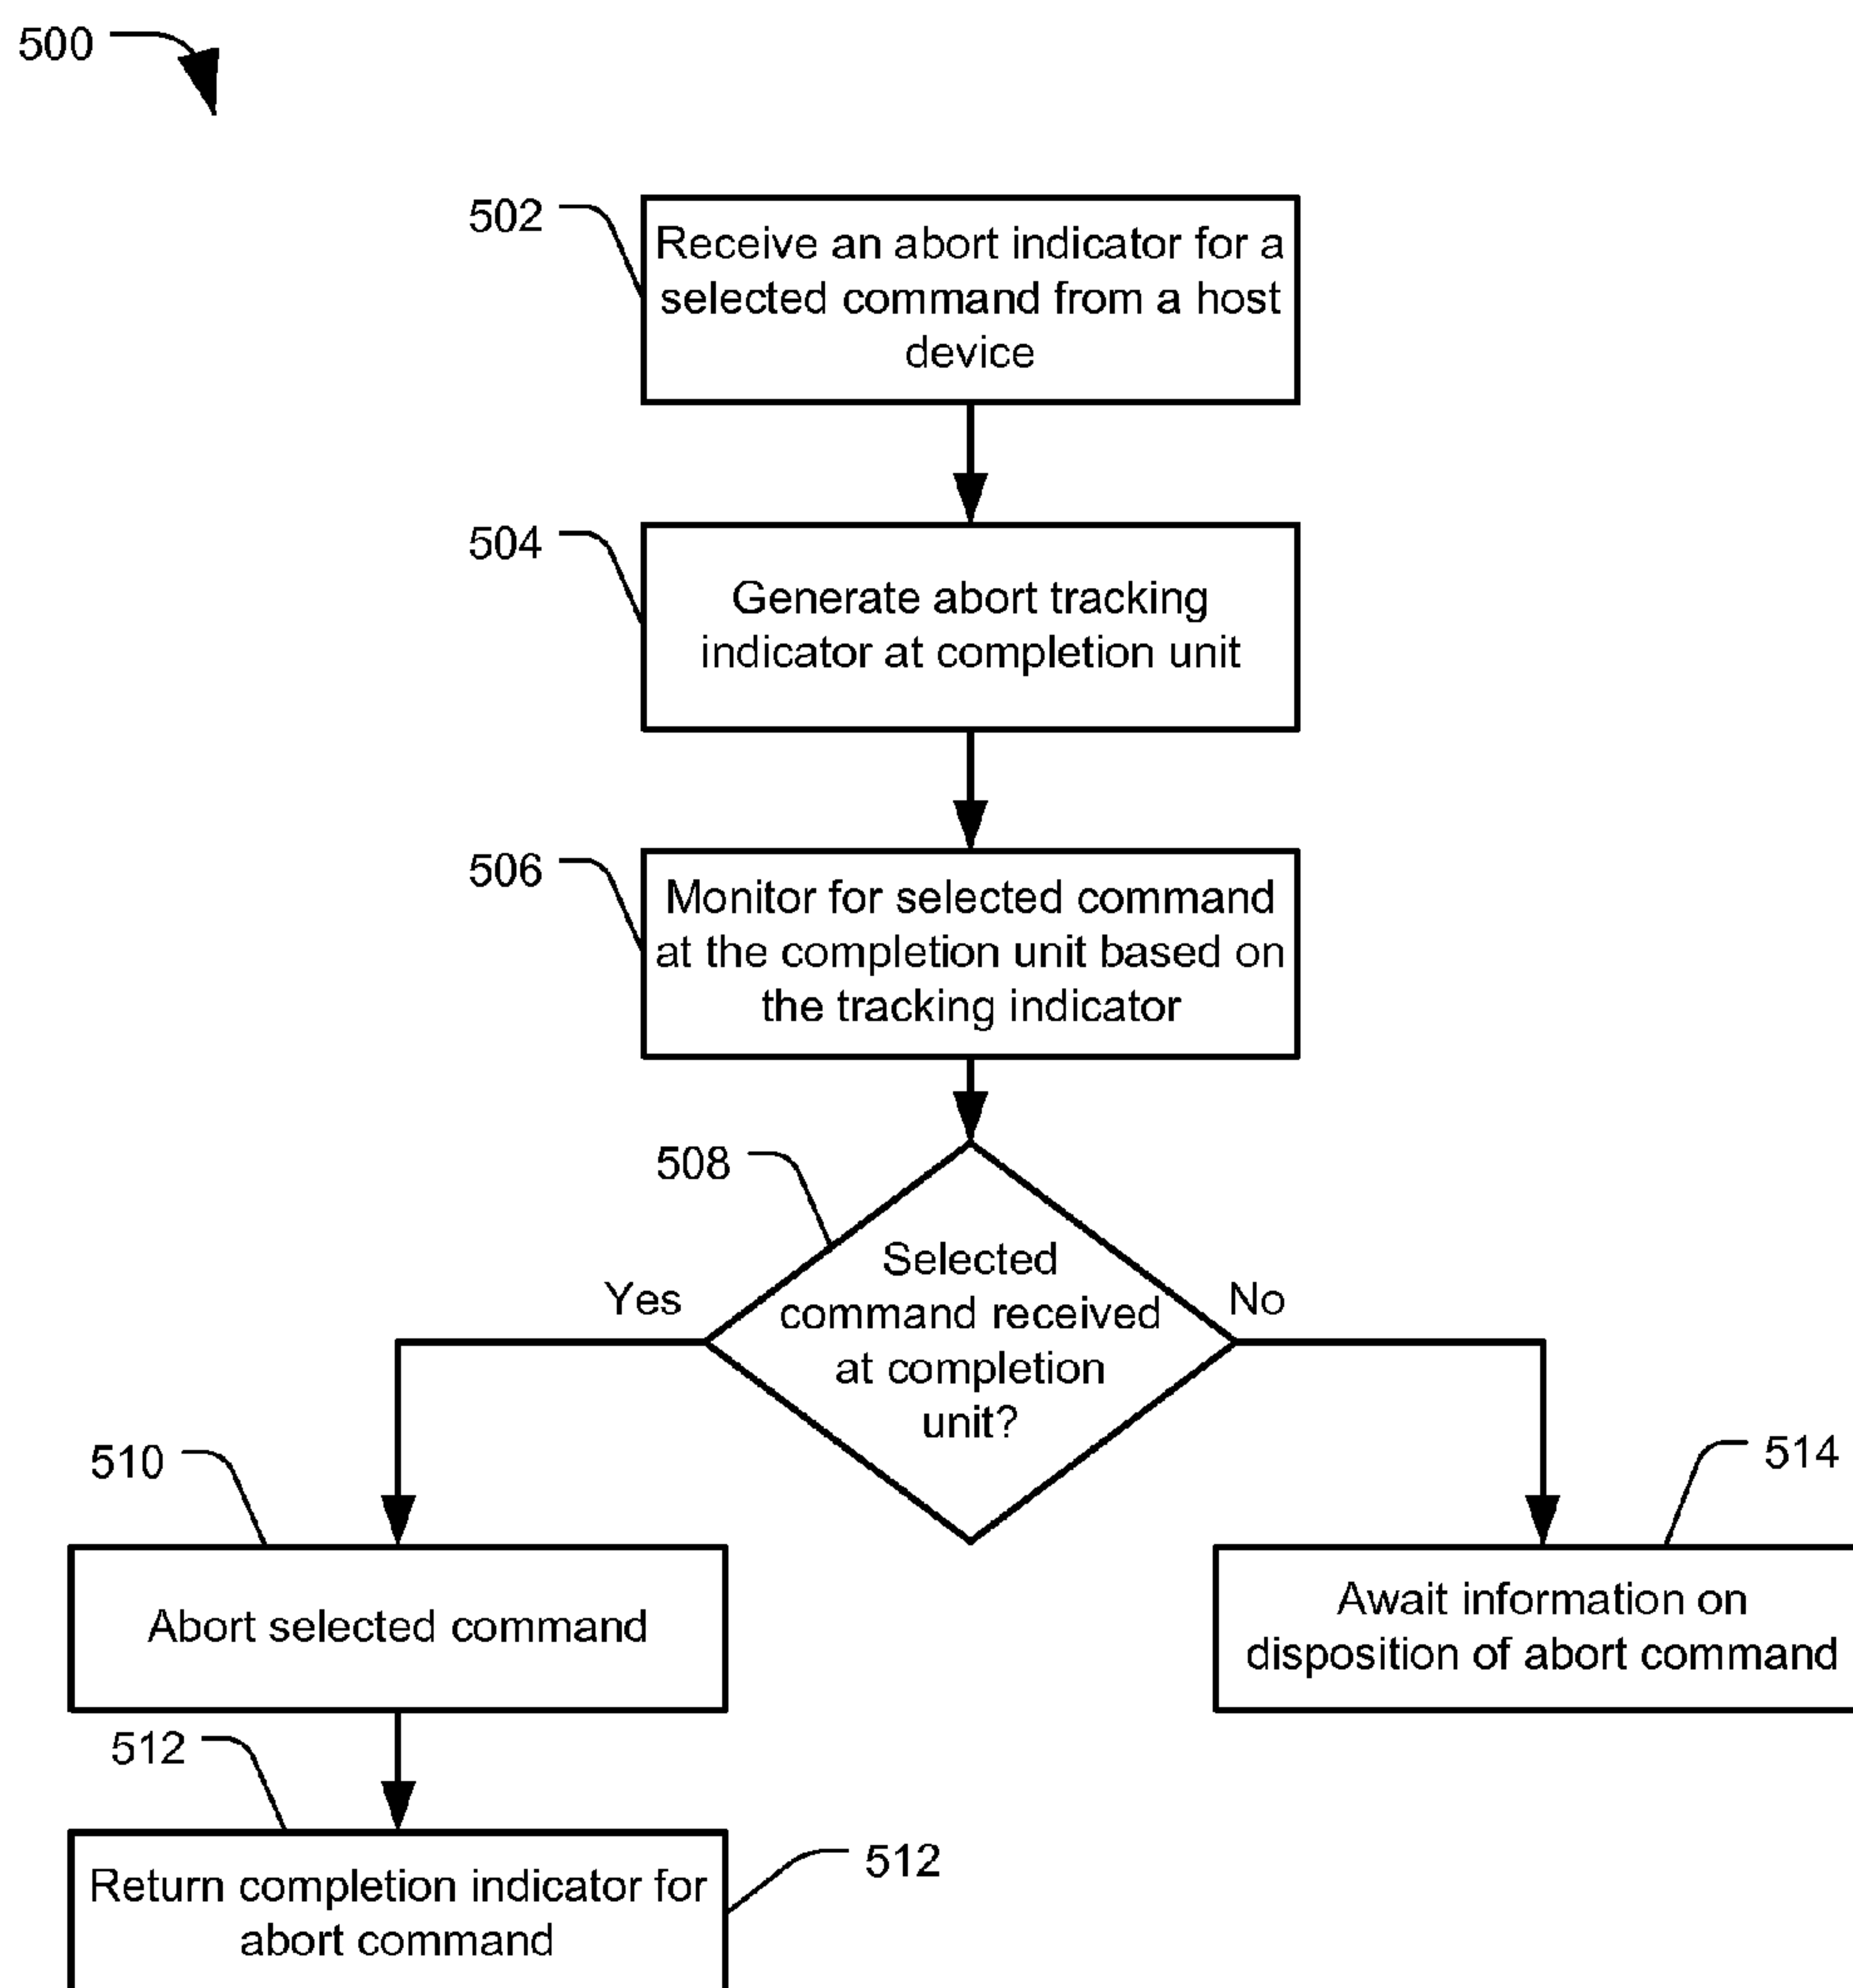 500
502
Receive an abort indicator for a
selected command from a host
device
504
Generate abort tracking
indicator at completion unit
506
Monitor for selected command
at the completion unit based on
the tracking indicator
508
Selected
command received
at completion
unit?
Yes
No
510
Abort selected command
514
Await information on
disposition of abort command
512
Return completion indicator for
abort command
512